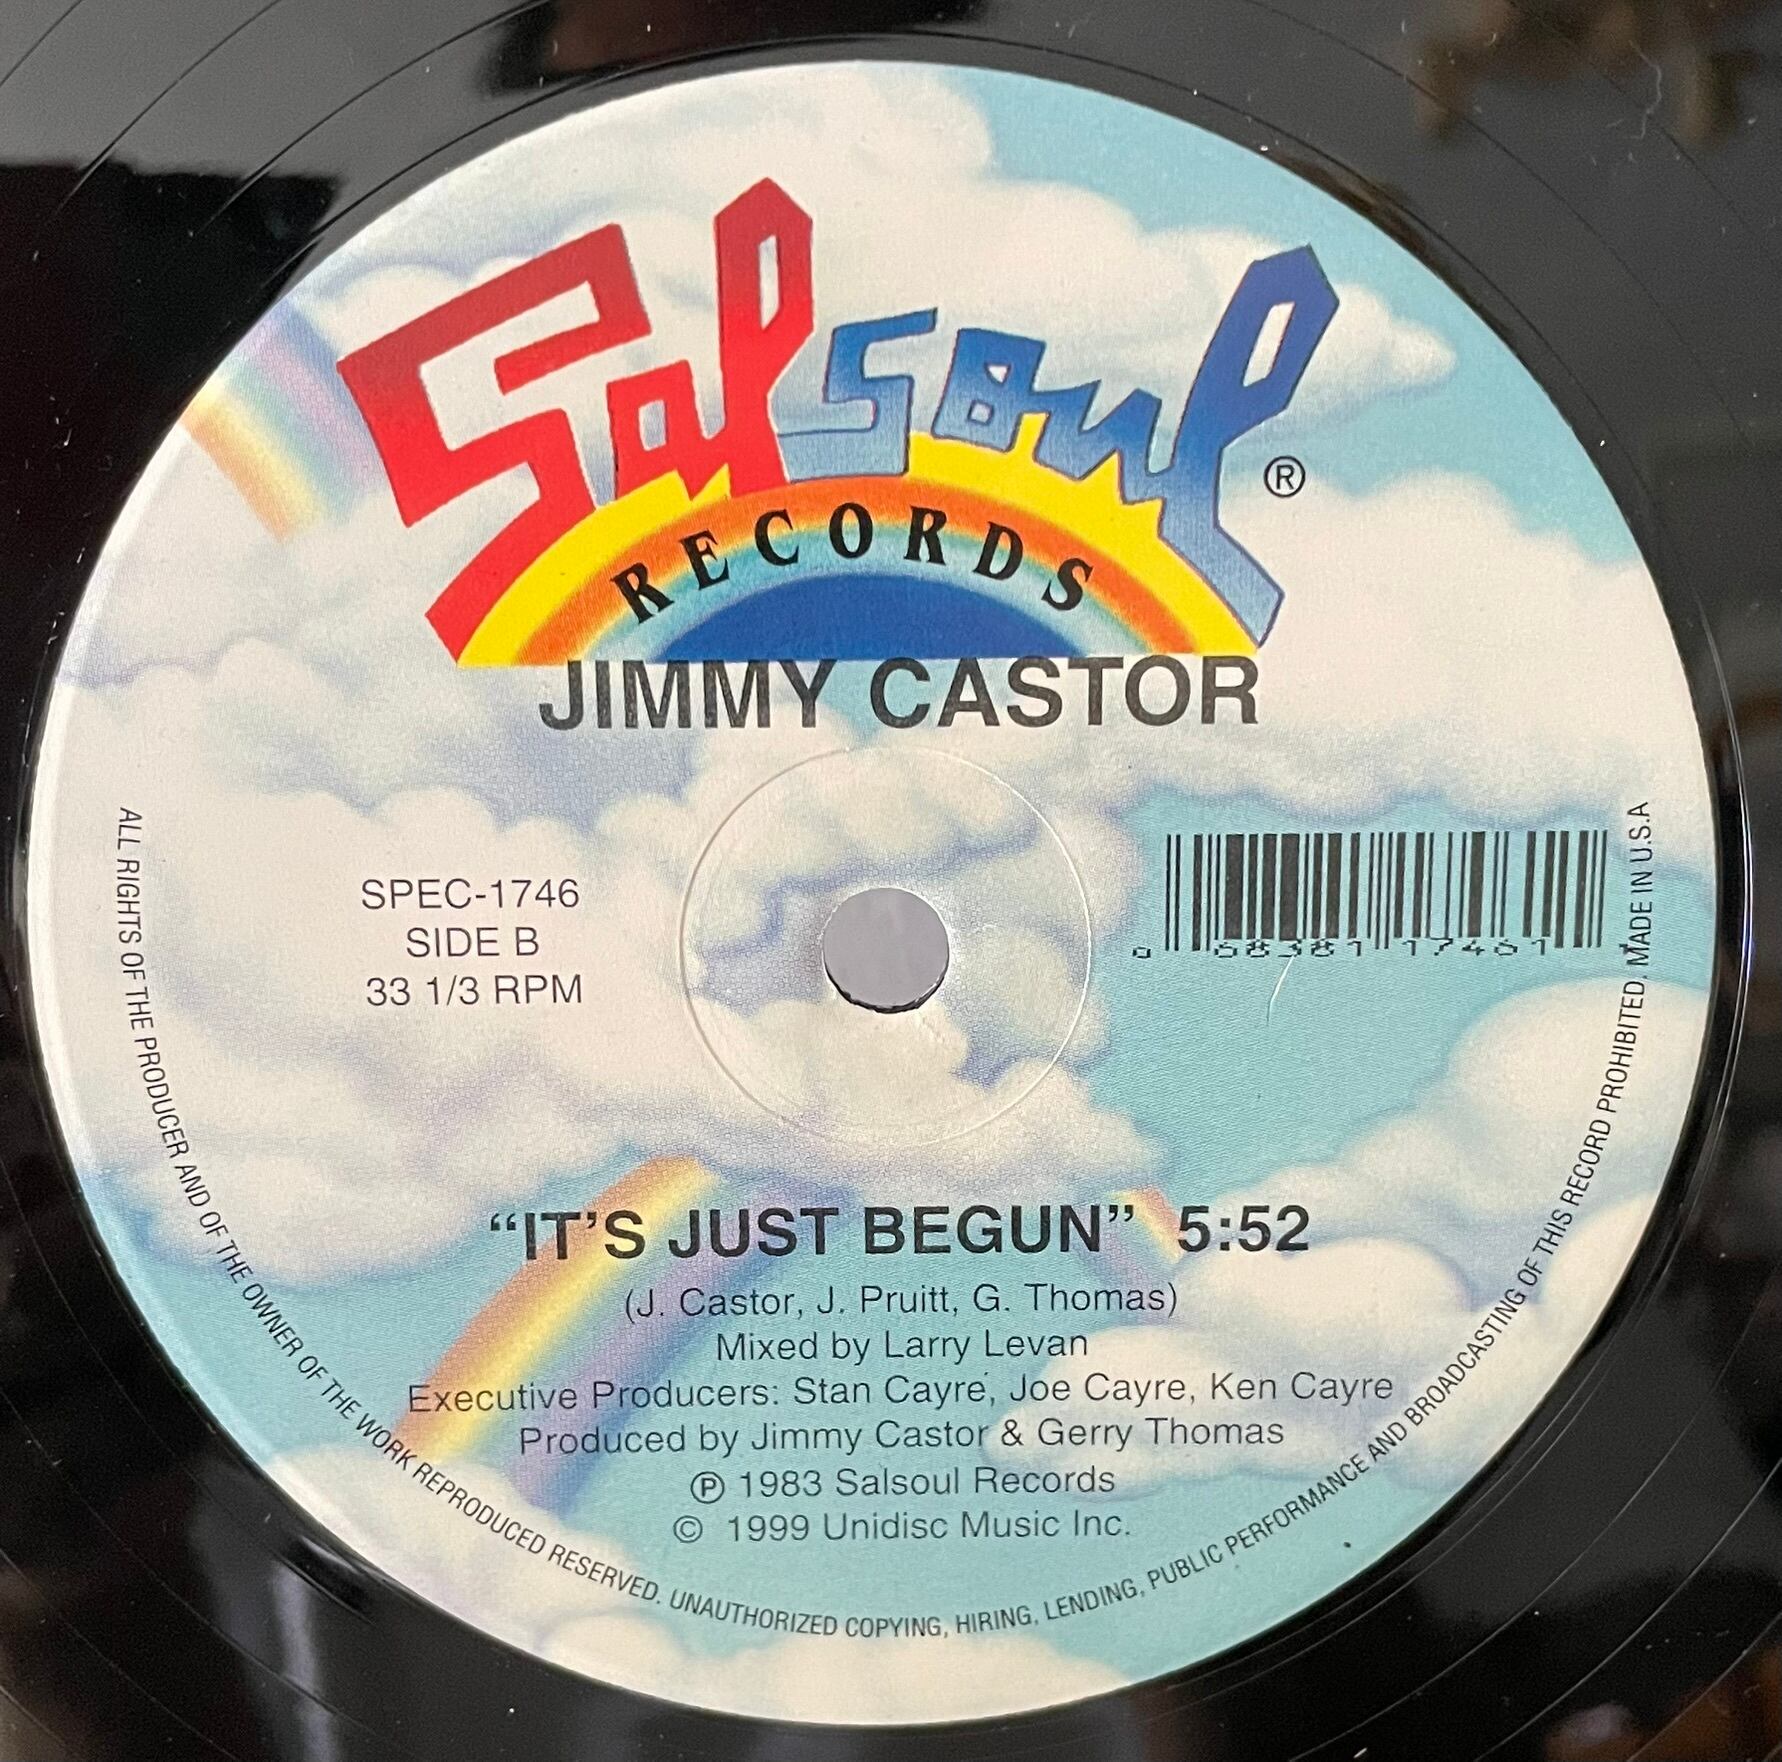 Salsoul
®
RECORDS
JIMMY CASTOR
SPEC-1746
SIDE B
33 1/3 RPM
0 68381 17461
"IT'S JUST BEGUN" 5:52
(J. Castor, J. Pruitt, G. Thomas)
Mixed by Larry Levan
Executive Producers: Stan Cayre, Joe Cayre, Ken Cayre
Produced by Jimmy Castor & Gerry Thomas
℗ 1983 Salsoul Records
© 1999 Unidisc Music Inc.
ALL RIGHTS OF THE PRODUCER AND OF THE OWNER OF THE WORK REPRODUCED RESERVED. UNAUTHORIZED COPYING, HIRING, LENDING, PUBLIC PERFORMANCE AND BROADCASTING OF THIS RECORD PROHIBITED. MADE IN U.S.A